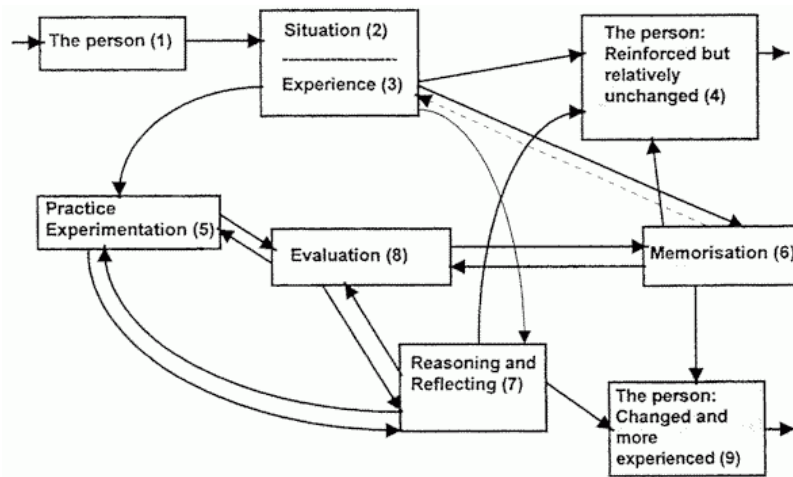 The person (1)
Situation (2)
Experience (3)
The person:
Reinforced but
relatively
unchanged (4)
Practice
Experimentation (5)
Evaluation (8)
Memorisation (6)
Reasoning and
Reflecting (7)
The person:
Changed and
more
experienced (9)